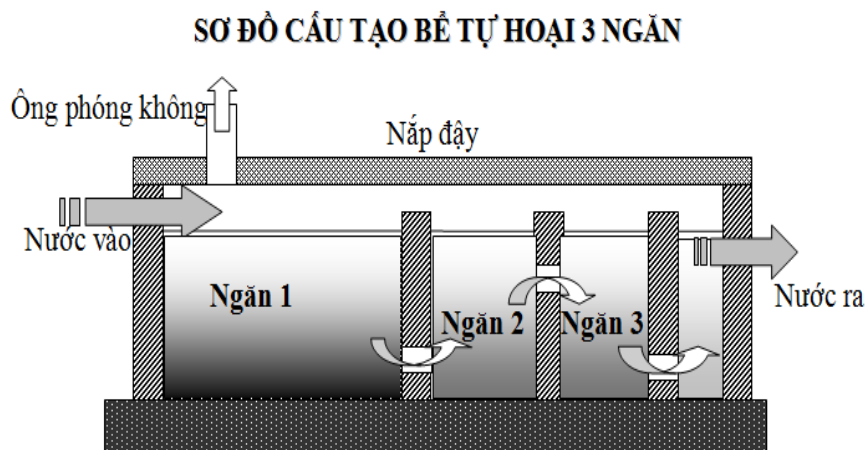 SƠ ĐỒ CẤU TẠO BỂ TỰ HOẠI 3 NGĂN
Ông phóng không
Nắp đậy
Nước vào
Ngăn 1
Ngăn 2
Ngăn 3
Nước ra